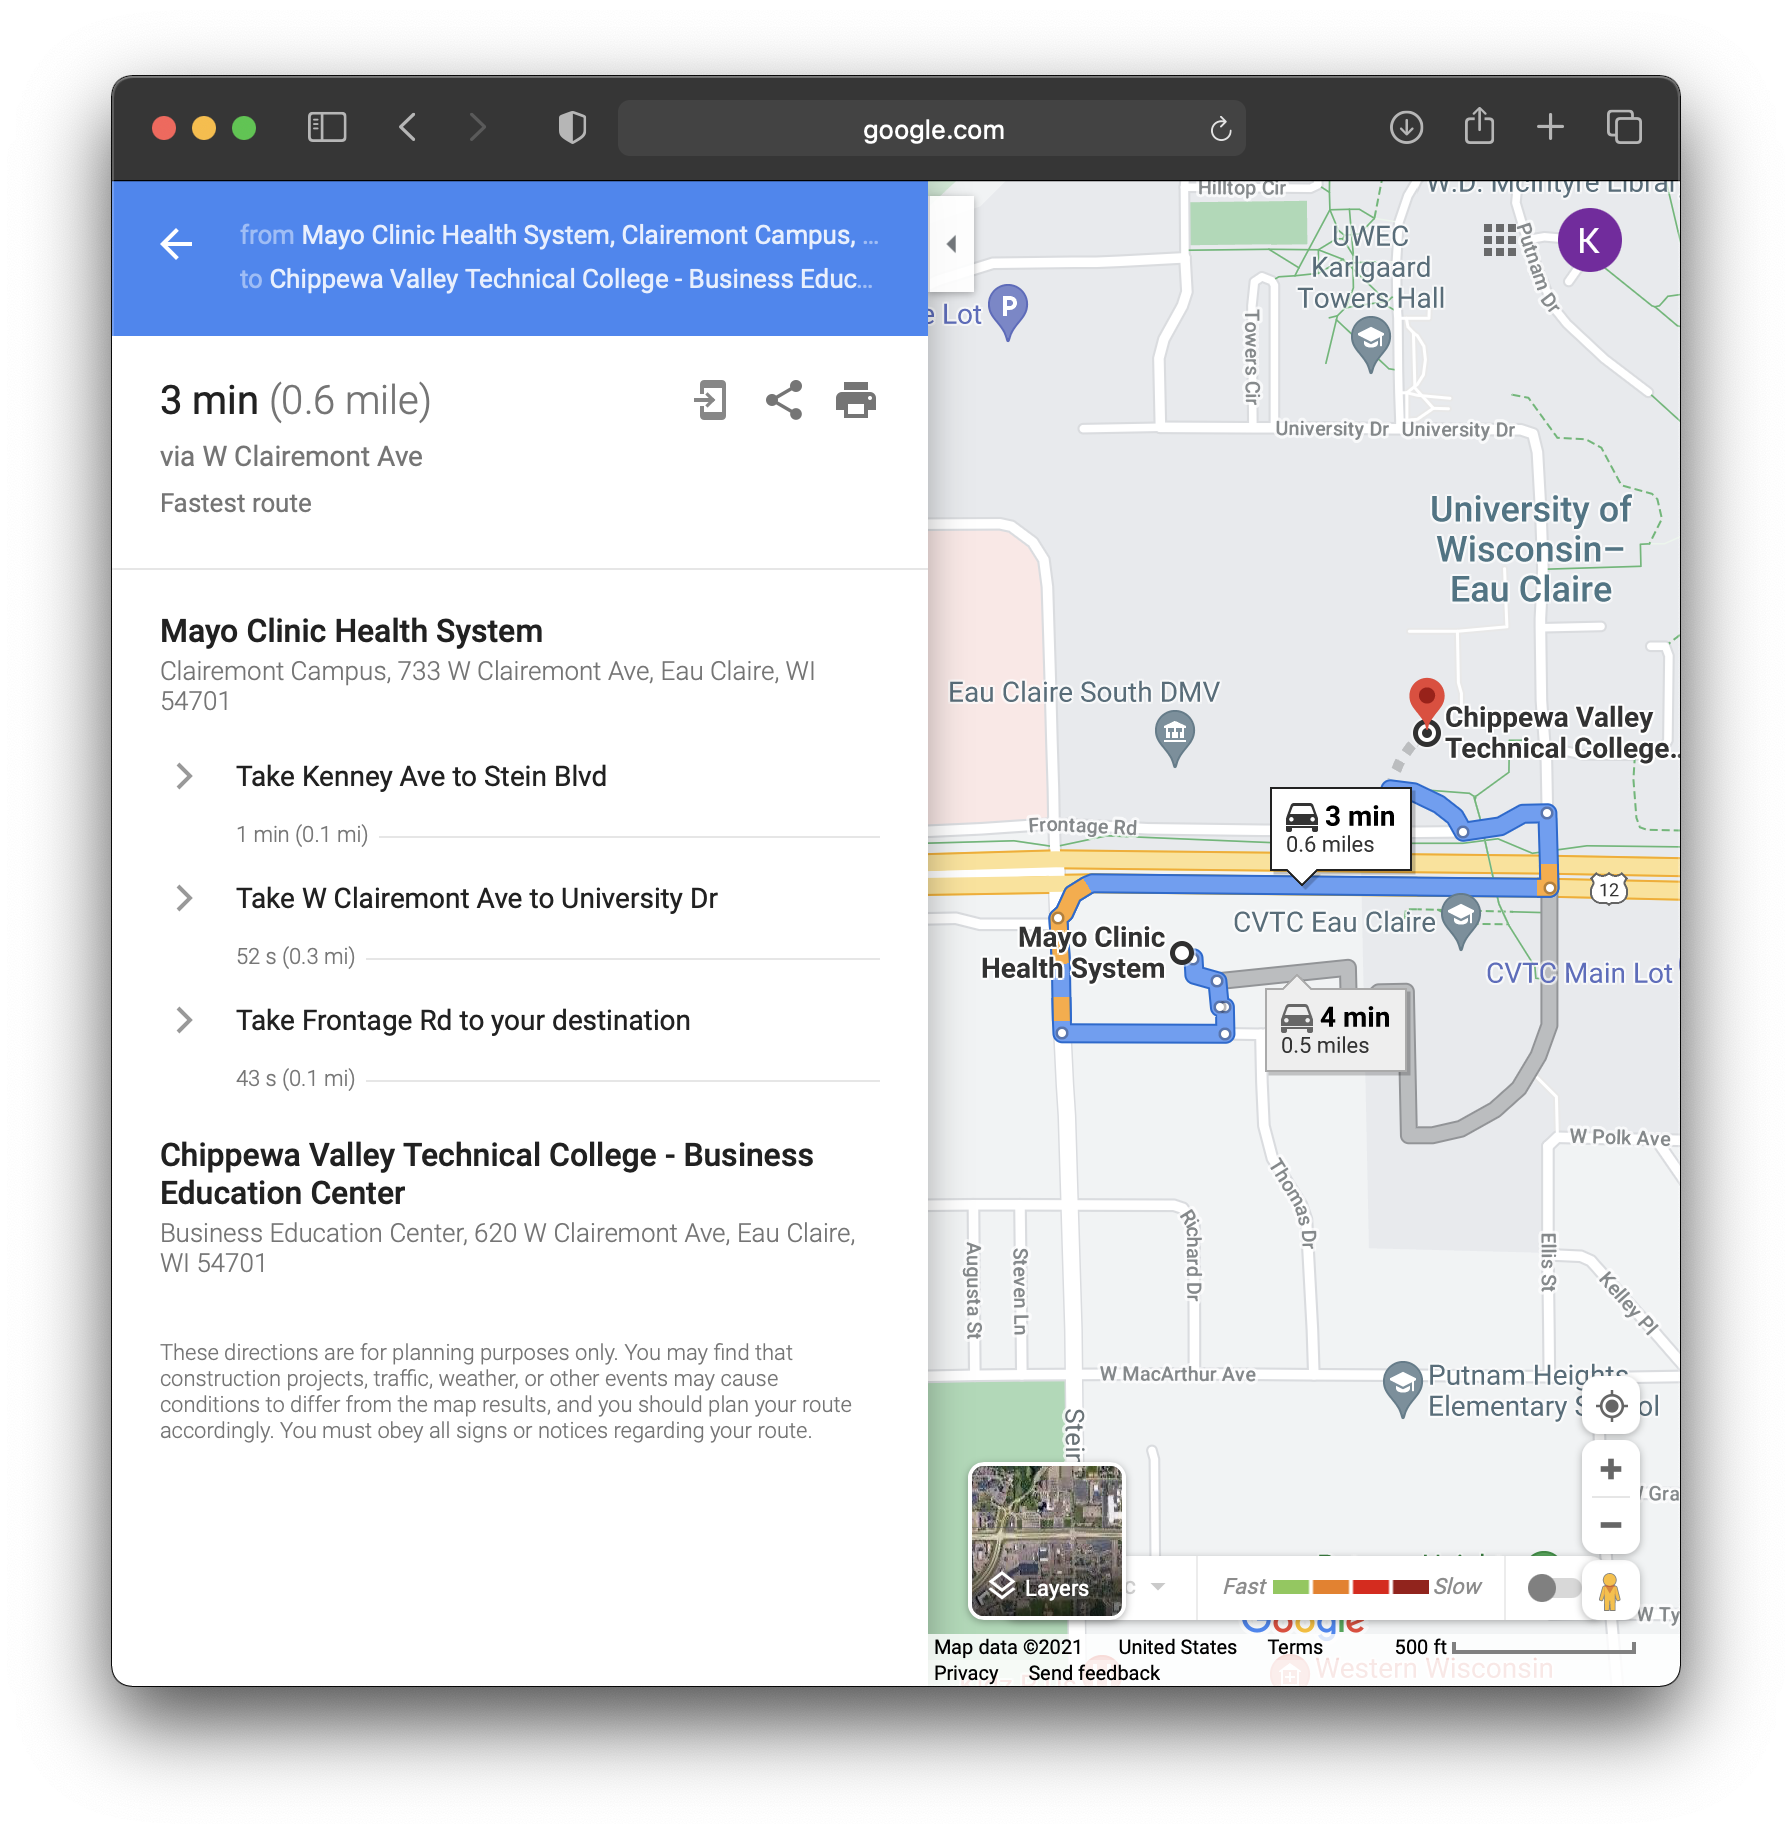 google.com
from Mayo Clinic Health System, Clairemont Campus, ...
to Chippewa Valley Technical College - Business Educ...
3 min (0.6 mile)
via W Clairemont Ave
Fastest route
Mayo Clinic Health System
Clairemont Campus, 733 W Clairemont Ave, Eau Claire, WI
54701
Take Kenney Ave to Stein Blvd
1 min (0.1 mi)
Take W Clairemont Ave to University Dr
52 s (0.3 mi)
Take Frontage Rd to your destination
43 s (0.1 mi)
Chippewa Valley Technical College - Business
Education Center
Business Education Center, 620 W Clairemont Ave, Eau Claire,
WI 54701
These directions are for planning purposes only. You may find that
construction projects, traffic, weather, or other events may cause
conditions to differ from the map results, and you should plan your route
accordingly. You must obey all signs or notices regarding your route.
Hilltop Cir
W.D. McIntyre Librar
K
UWEC
Karlgaard
Towers Hall
Putnam Dr
e Lot
P
Towers Cir
University Dr
University Dr
University of
Wisconsin–
Eau Claire
Eau Claire South DMV
Chippewa Valley
Technical College...
Frontage Rd
3 min
0.6 miles
12
CVTC Eau Claire
Mayo Clinic
Health System
CVTC Main Lot
4 min
0.5 miles
W Polk Ave
Thomas Dr
Richard Dr
Augusta St
Steven Ln
Ellis St
Kelley Pl
W MacArthur Ave
Putnam Heights
Elementary S ol
Stein
W Gra
Layers
c
Fast
Slow
W Ty
Google
Map data ©2021
United States
Terms
500 ft
Privacy
Send feedback
Western Wisconsin